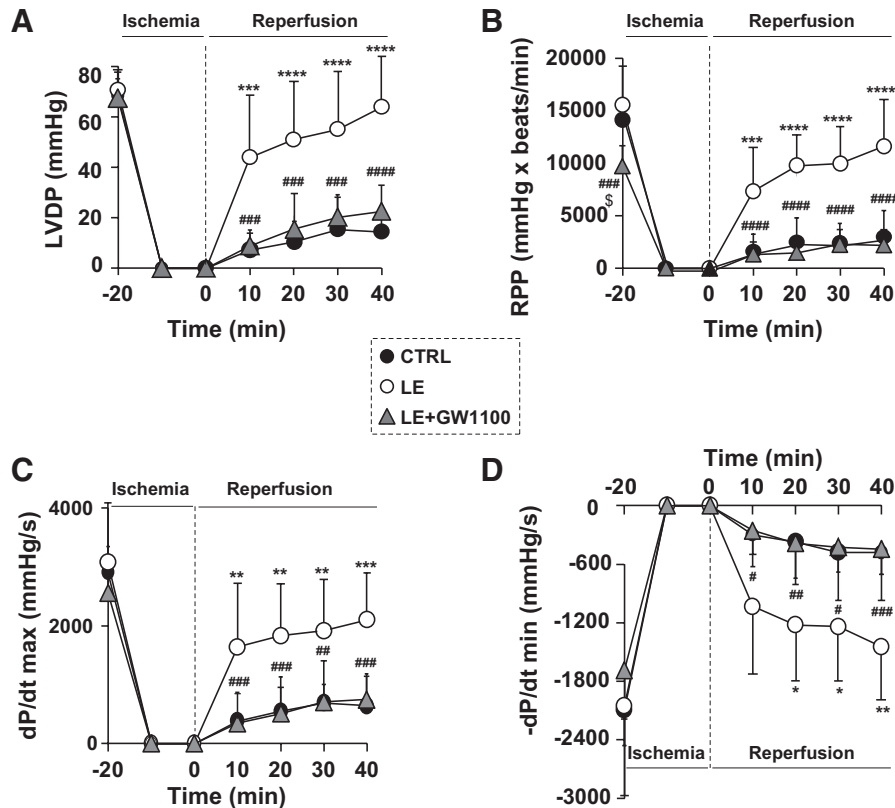 A
Ischemia Reperfusion
LVDP (mmHg)
80
60
40
20
0
*** **** **** ****
### ### ### ####
-20 0 10 20 30 40
Time (min)
B
Ischemia Reperfusion
RPP (mmHg x beats/min)
20000
15000
10000
5000
0
*** **** **** ****
###
$
#### #### #### ####
-20 0 10 20 30 40
Time (min)
CTRL
LE
LE+GW1100
C
Ischemia Reperfusion
dP/dt max (mmHg/s)
4000
2000
0
** ** ** ***
### ### ## ###
-20 0 10 20 30 40
Time (min)
D
Time (min)
-20 0 10 20 30 40
-dP/dt min (mmHg/s)
0
-600
-1200
-1800
-2400
-3000
# ## # ###
* * **
Ischemia Reperfusion